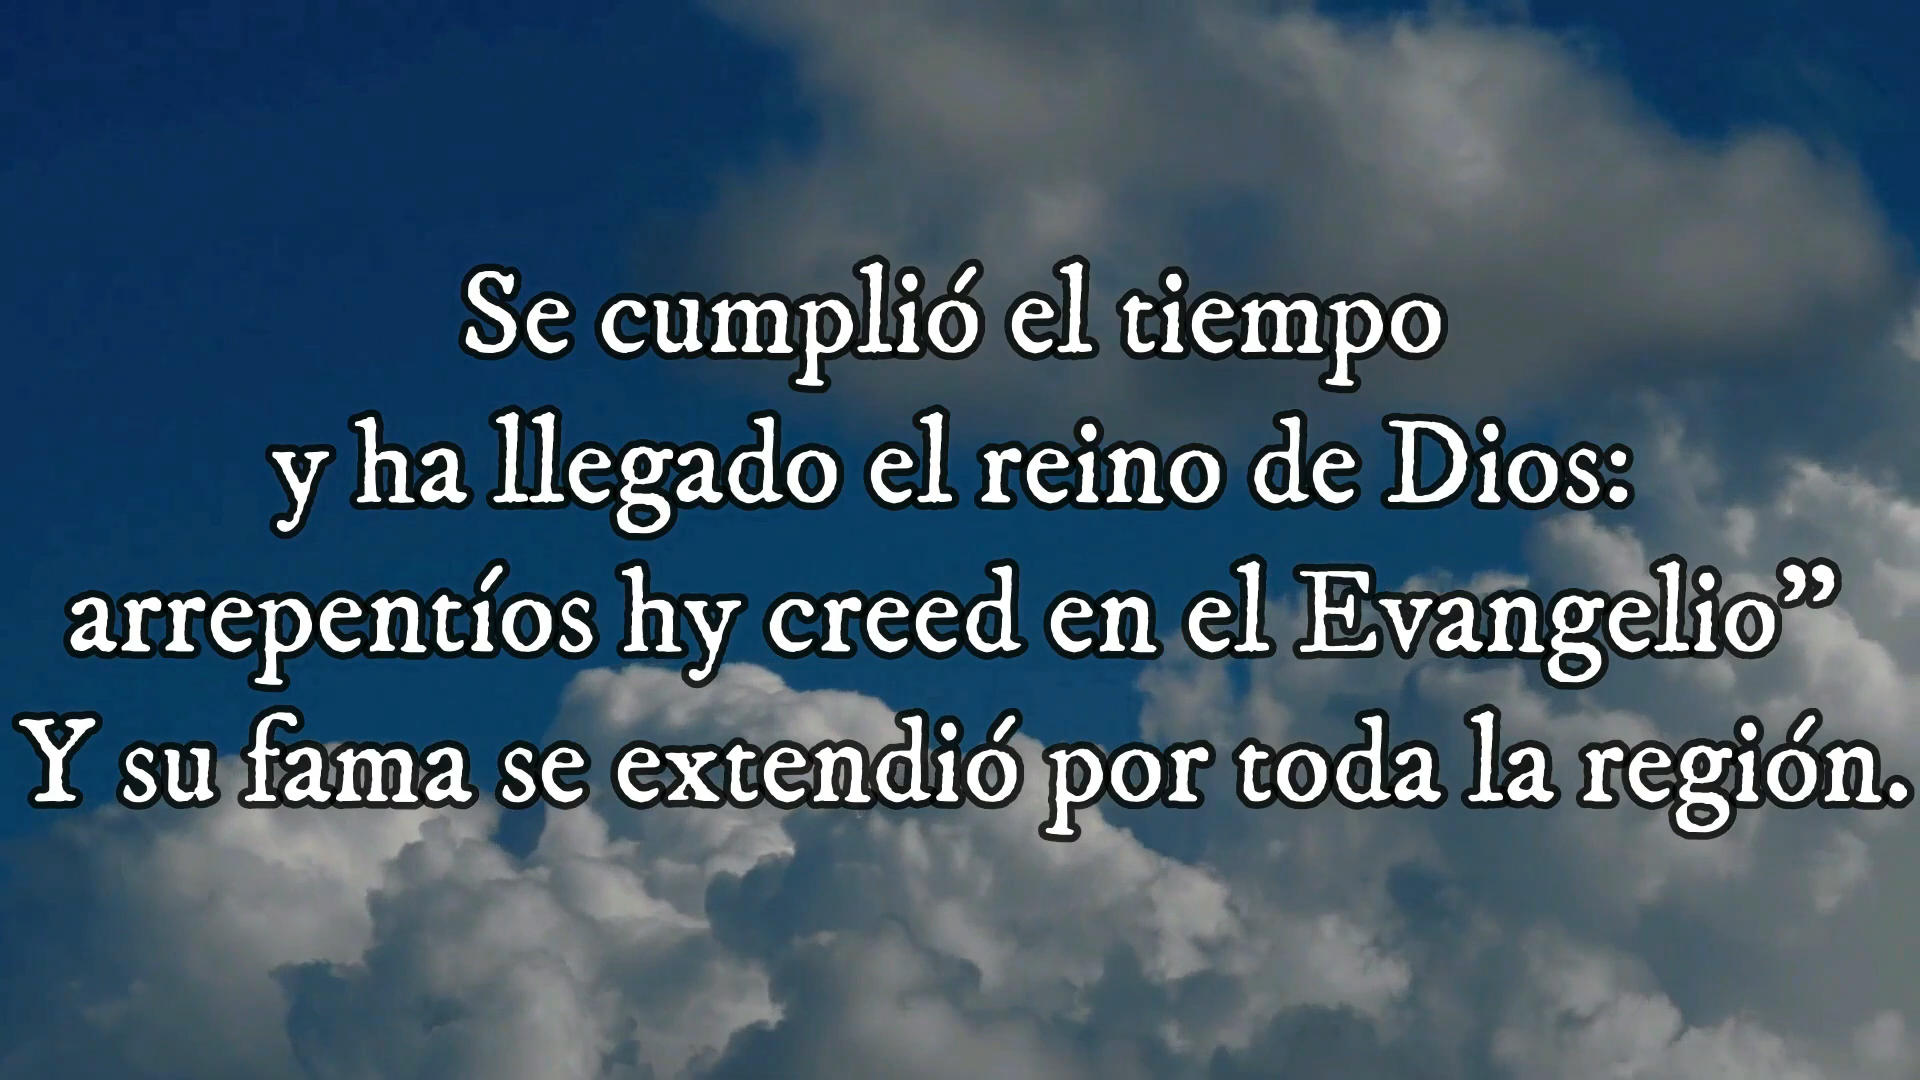 Se cumplió el tiempo
y ha llegado el reino de Dios:
arrepentíos hy creed en el Evangelio”
Y su fama se extendió por toda la región.